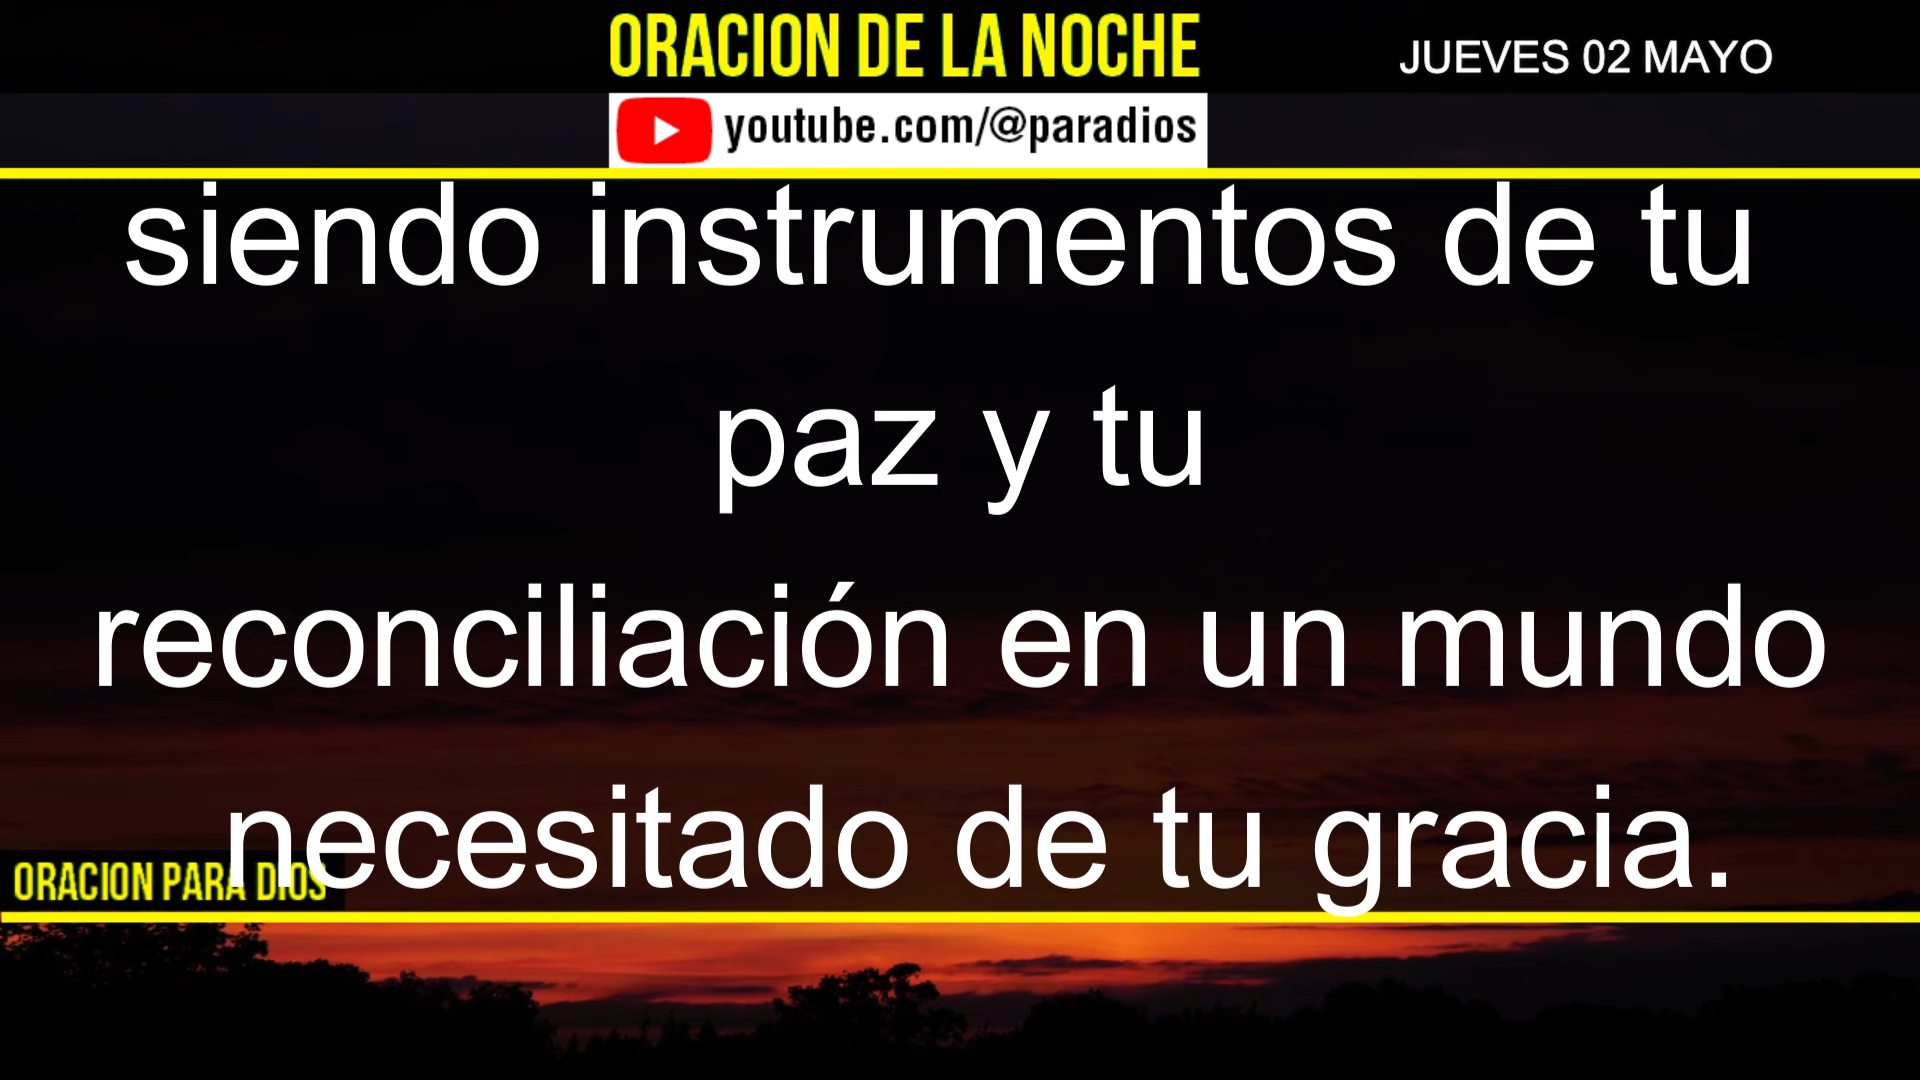 ORACION DE LA NOCHE
JUEVES 02 MAYO
youtube.com/@paradios
siendo instrumentos de tu
paz y tu
reconciliación en un mundo
necesitado de tu gracia.
ORACION PARA DIOS